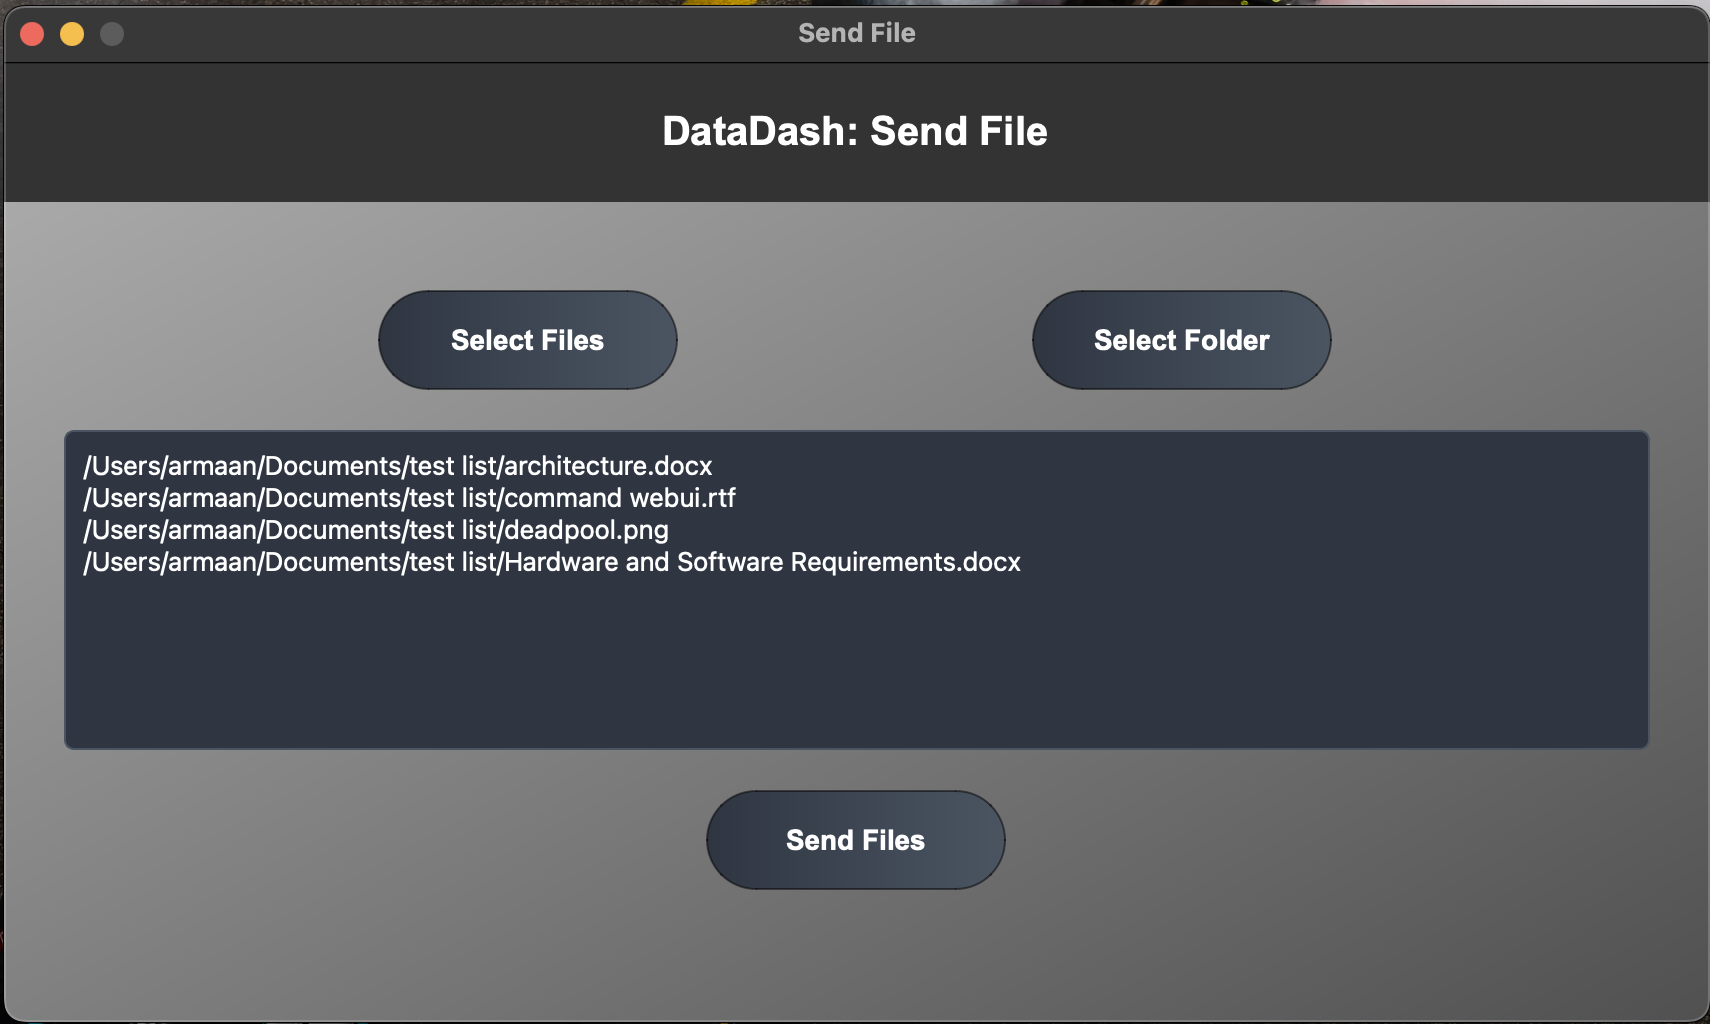 Send File
DataDash: Send File
Select Files
Select Folder
/Users/armaan/Documents/test list/architecture.docx
/Users/armaan/Documents/test list/command webui.rtf
/Users/armaan/Documents/test list/deadpool.png
/Users/armaan/Documents/test list/Hardware and Software Requirements.docx
Send Files